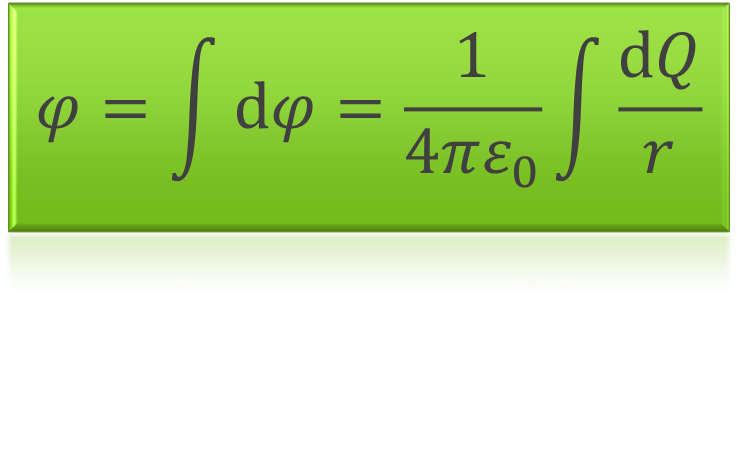 φ = ∫ dφ = 1/4πε₀ ∫ dQ/r